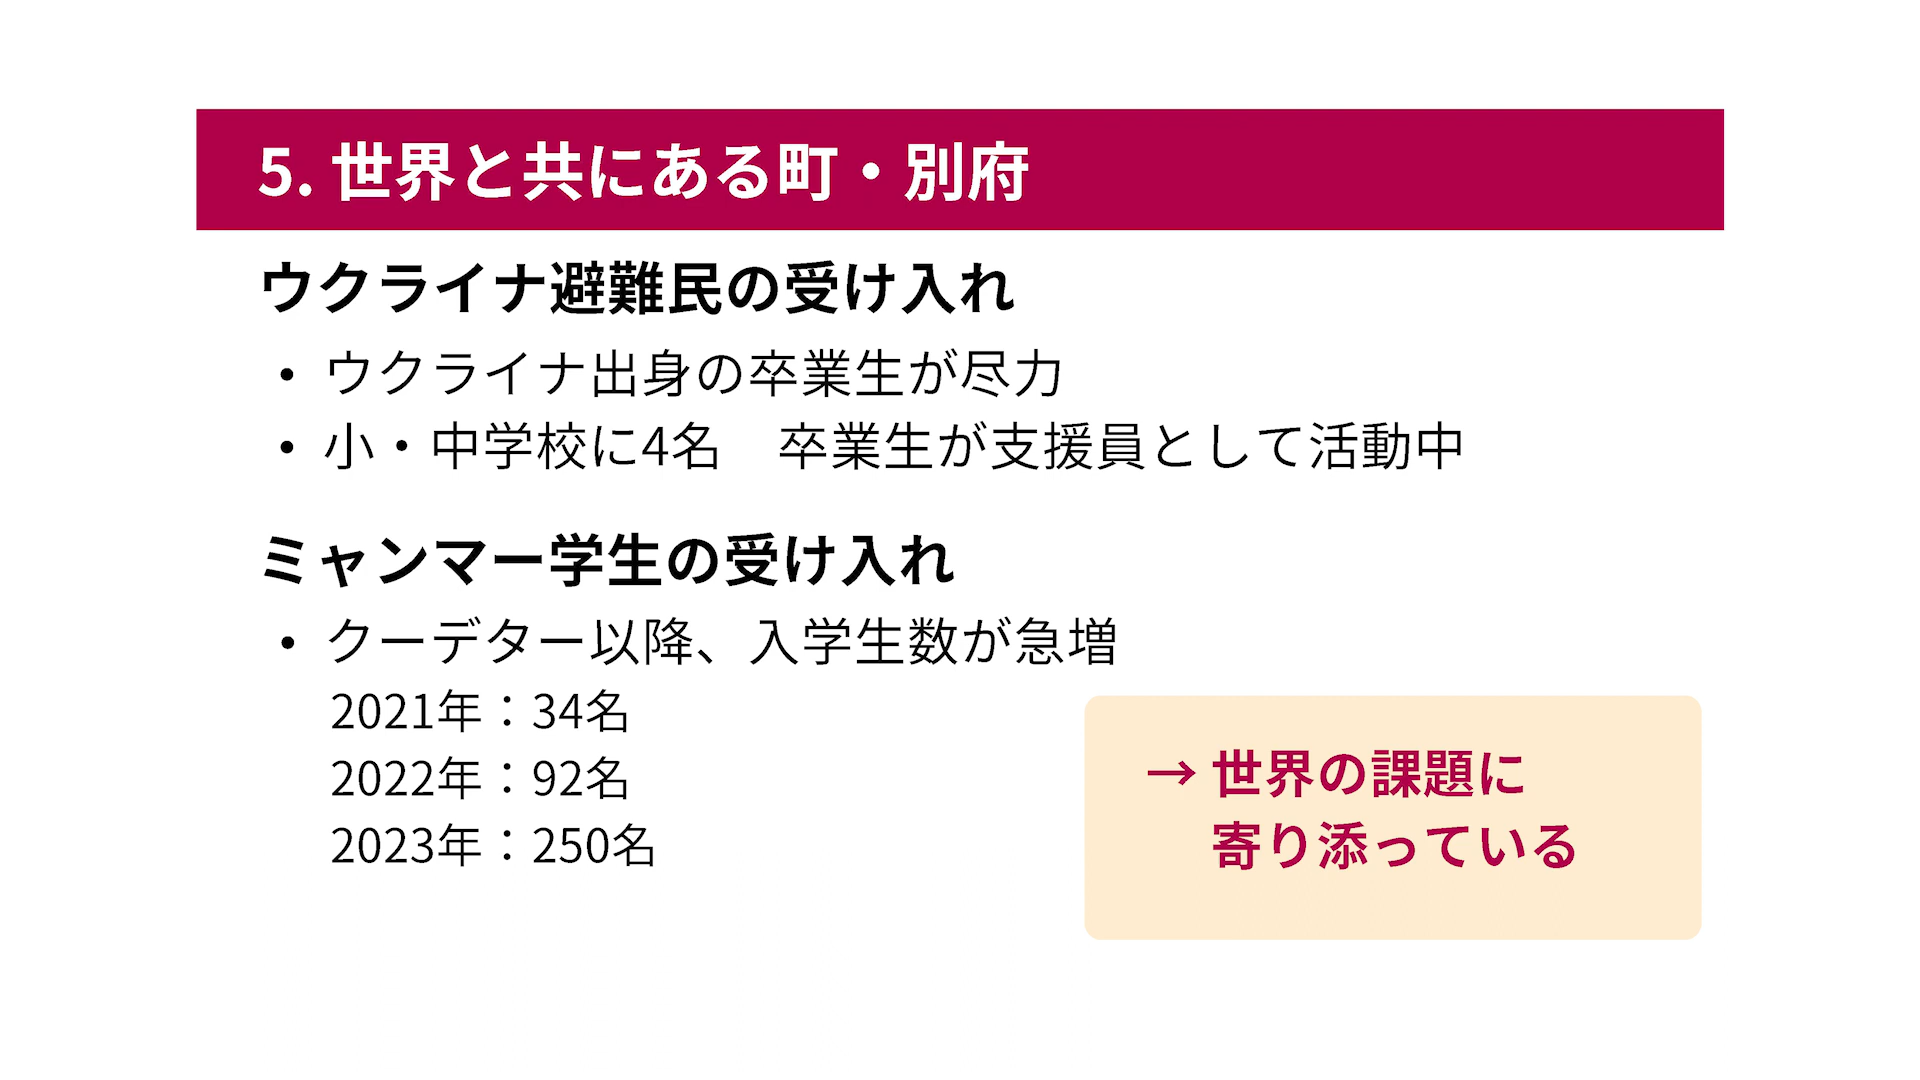 5. 世界と共にある町・別府
ウクライナ避難民の受け入れ
• ウクライナ出身の卒業生が尽力
• 小・中学校に4名　卒業生が支援員として活動中
ミャンマー学生の受け入れ
• クーデター以降、入学生数が急増
2021年：34名
2022年：92名
2023年：250名
→ 世界の課題に
寄り添っている